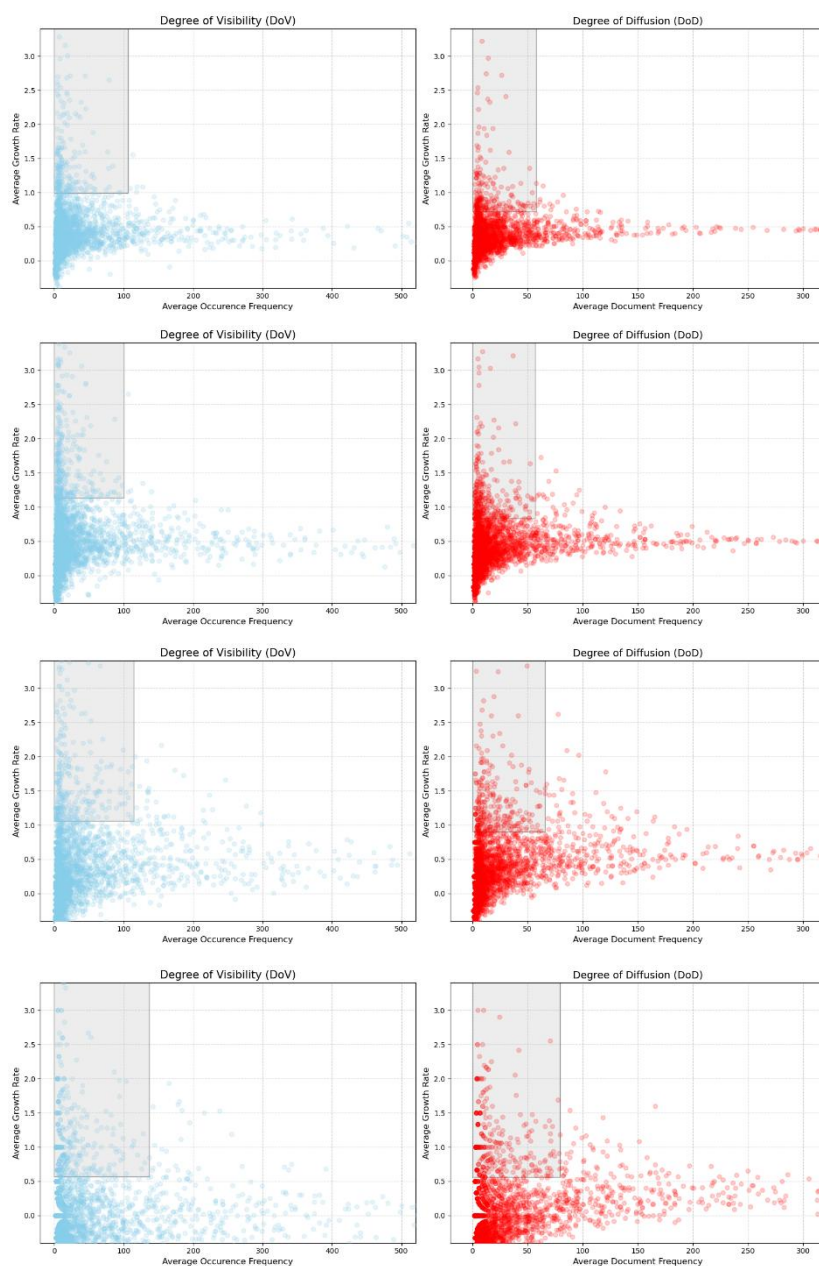 Degree of Visibility (DoV)
Average Growth Rate
3.0
2.5
2.0
1.5
1.0
0.5
0.0
0 100 200 300 400 500
Average Occurence Frequency
Degree of Diffusion (DoD)
Average Growth Rate
3.0
2.5
2.0
1.5
1.0
0.5
0.0
0 50 100 150 200 250 300
Average Document Frequency
Degree of Visibility (DoV)
Average Growth Rate
3.0
2.5
2.0
1.5
1.0
0.5
0.0
0 100 200 300 400 500
Average Occurence Frequency
Degree of Diffusion (DoD)
Average Growth Rate
3.0
2.5
2.0
1.5
1.0
0.5
0.0
0 50 100 150 200 250 300
Average Document Frequency
Degree of Visibility (DoV)
Average Growth Rate
3.0
2.5
2.0
1.5
1.0
0.5
0.0
0 100 200 300 400 500
Average Occurence Frequency
Degree of Diffusion (DoD)
Average Growth Rate
3.0
2.5
2.0
1.5
1.0
0.5
0.0
0 50 100 150 200 250 300
Average Document Frequency
Degree of Visibility (DoV)
Average Growth Rate
3.0
2.5
2.0
1.5
1.0
0.5
0.0
0 100 200 300 400 500
Average Occurence Frequency
Degree of Diffusion (DoD)
Average Growth Rate
3.0
2.5
2.0
1.5
1.0
0.5
0.0
0 50 100 150 200 250 300
Average Document Frequency